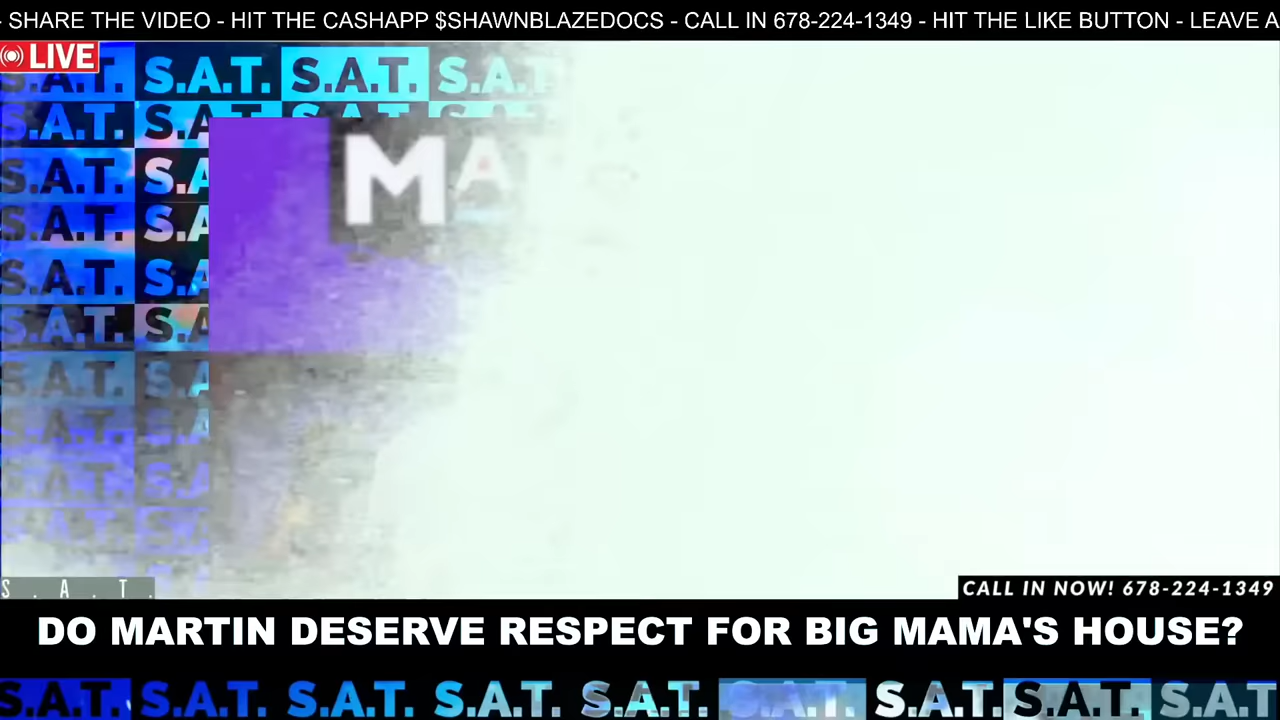 - SHARE THE VIDEO - HIT THE CASHAPP $SHAWNBLAZEDOCS - CALL IN 678-224-1349 - HIT THE LIKE BUTTON - LEAVE A
LIVE
S.A.T. S.A.T. S.A.T. S.A.T
S.A.T. S.A
MA
S.A.T. S.A
S.A.T. S.A
S.A.T. S.A
S.A.T. S.A
S.A.T. S.A
S.A.T. S.A
S.A.T. S.A
S.A.T.
S.A.T.
CALL IN NOW! 678-224-1349
DO MARTIN DESERVE RESPECT FOR BIG MAMA'S HOUSE?
S.A.T. S.A.T. S.A.T. S.A.T. S.A.T. S.A.T. S.A.T. S.A.T. S.A.T